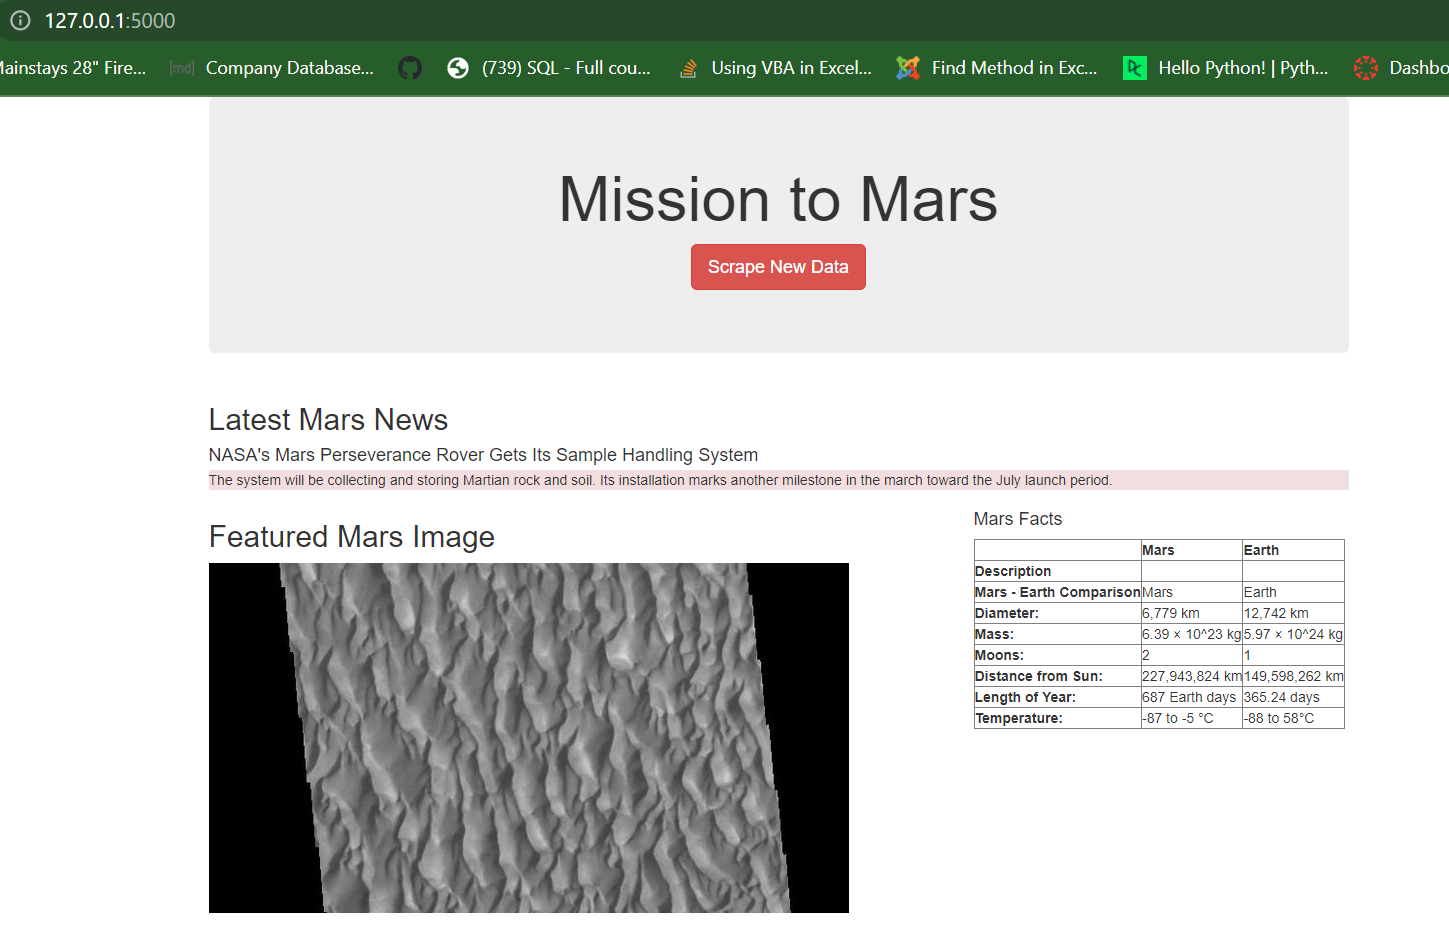 127.0.0.1:5000
28" Fire... [md] Company Database... (739) SQL - Full cou... Using VBA in Excel... Find Method in Exc... Hello Python! | Pyth... Dashbo
Mission to Mars
Scrape New Data
Latest Mars News
NASA's Mars Perseverance Rover Gets Its Sample Handling System
The system will be collecting and storing Martian rock and soil. Its installation marks another milestone in the march toward the July launch period.
Featured Mars Image
Mars Facts
Mars Earth
Description
Mars - Earth Comparison Mars Earth
Diameter: 6,779 km 12,742 km
Mass: 6.39 × 10^23 kg 5.97 × 10^24 kg
Moons: 2 1
Distance from Sun: 227,943,824 km 149,598,262 km
Length of Year: 687 Earth days 365.24 days
Temperature: -87 to -5 °C -88 to 58°C